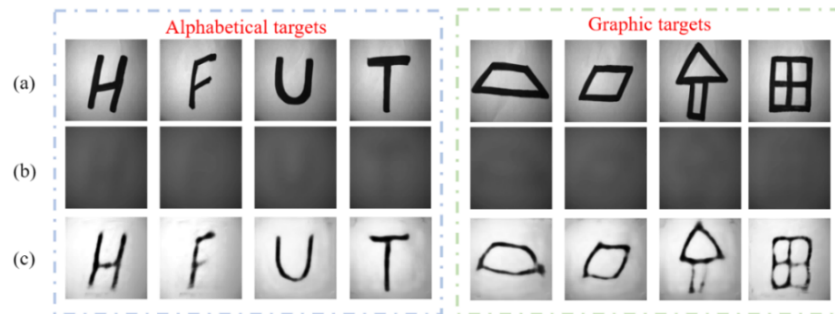 Alphabetical targets
Graphic targets
(a)
H F U T
(b)
(c)
H F U T